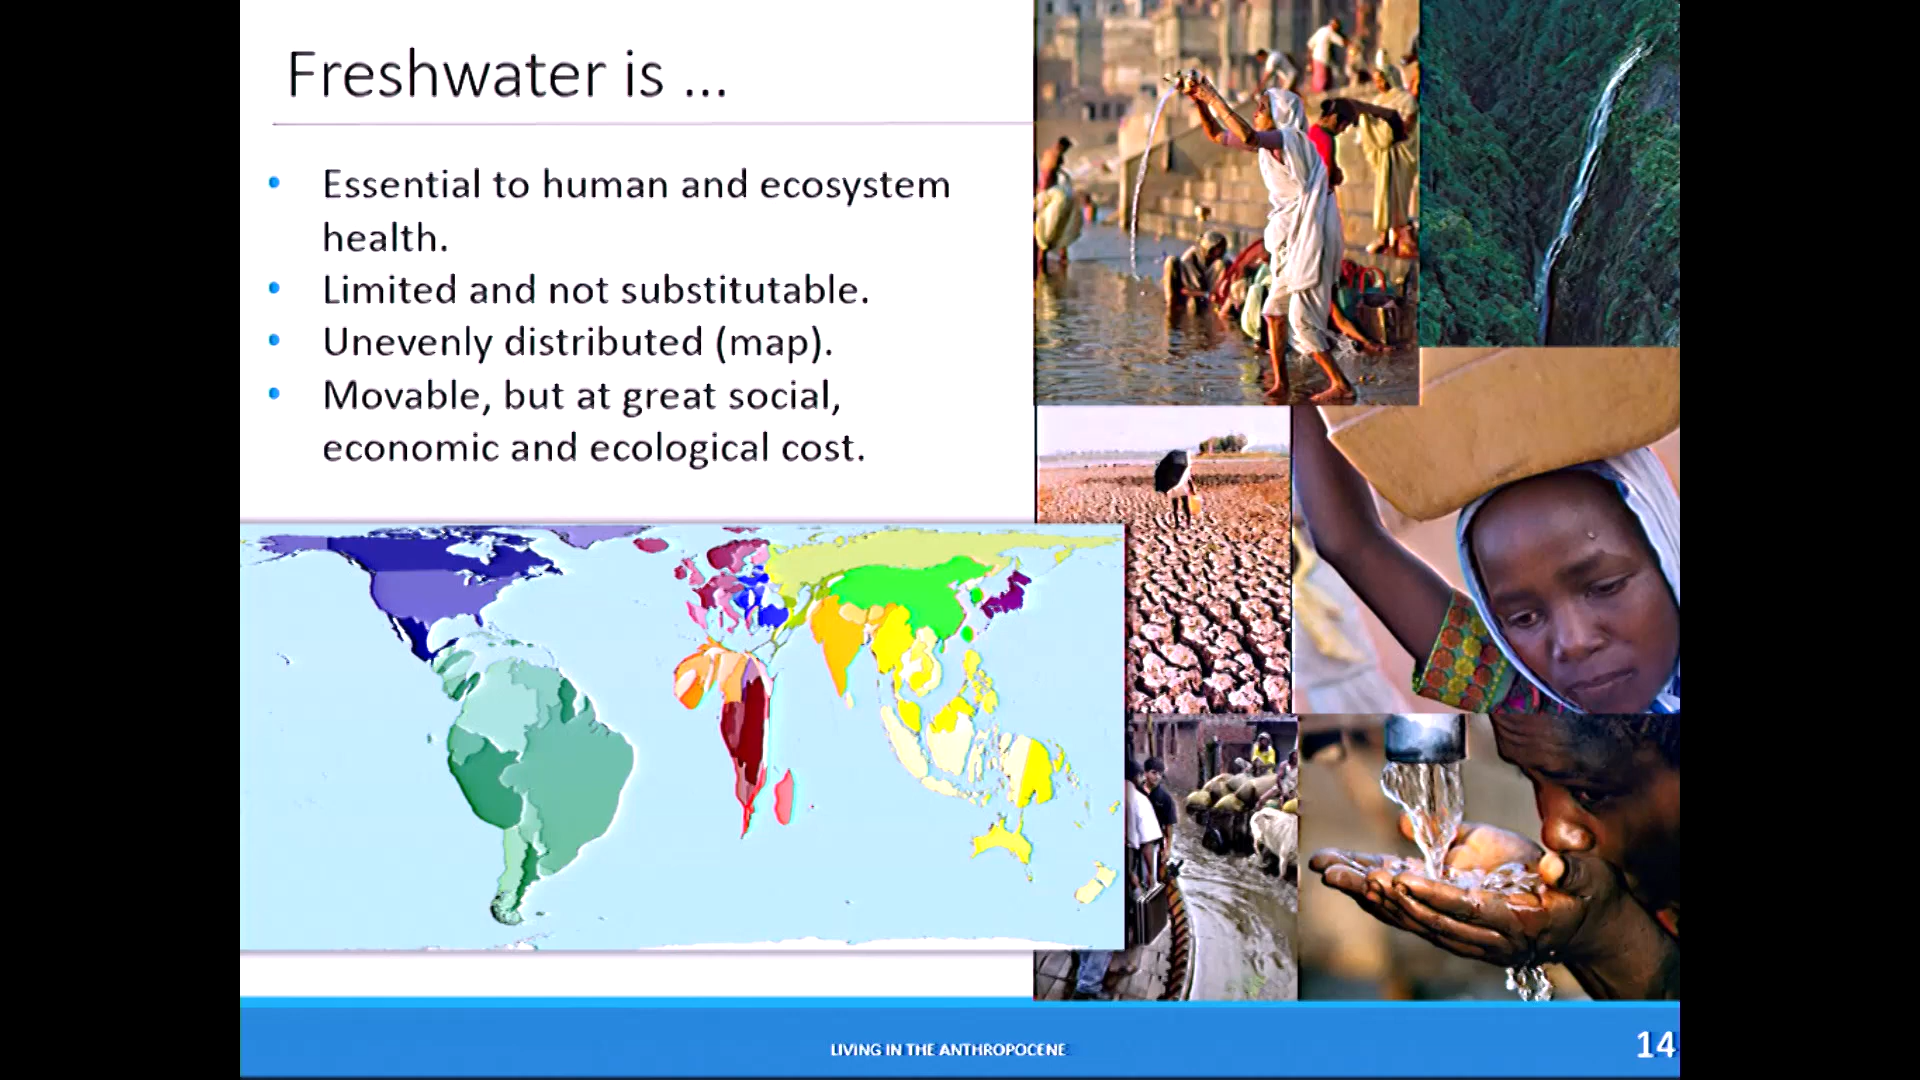 Freshwater is ...
• Essential to human and ecosystem
health.
• Limited and not substitutable.
• Unevenly distributed (map).
• Movable, but at great social,
economic and ecological cost.
LIVING IN THE ANTHROPOCENE
14